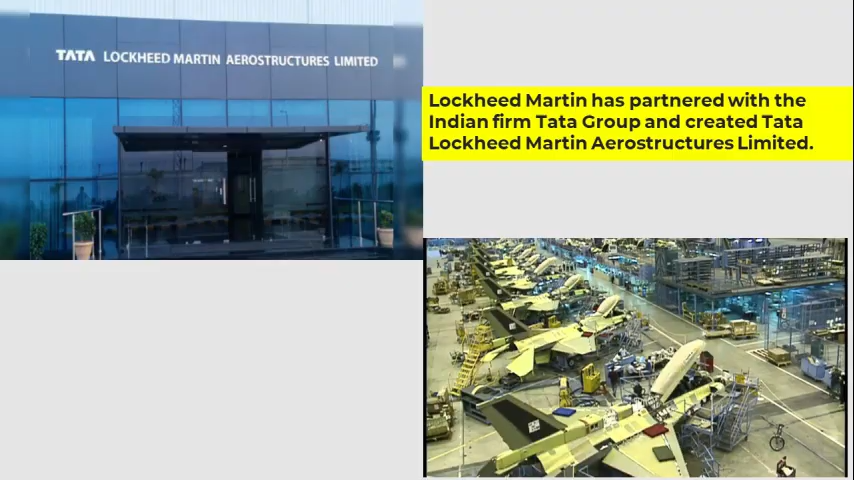 TATA LOCKHEED MARTIN AEROSTRUCTURES LIMITED
Lockheed Martin has partnered with the
Indian firm Tata Group and created Tata
Lockheed Martin Aerostructures Limited.